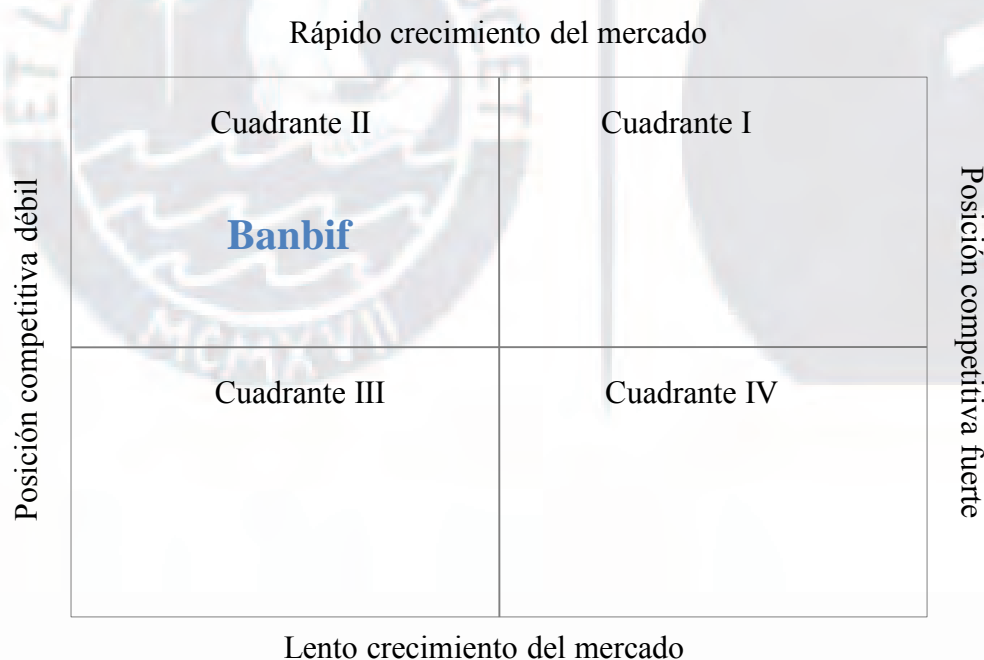 Rápido crecimiento del mercado
Cuadrante II
Cuadrante I
Posición competitiva débil
Banbif
Posición competitiva fuerte
Cuadrante III
Cuadrante IV
Lento crecimiento del mercado
MCMXVII